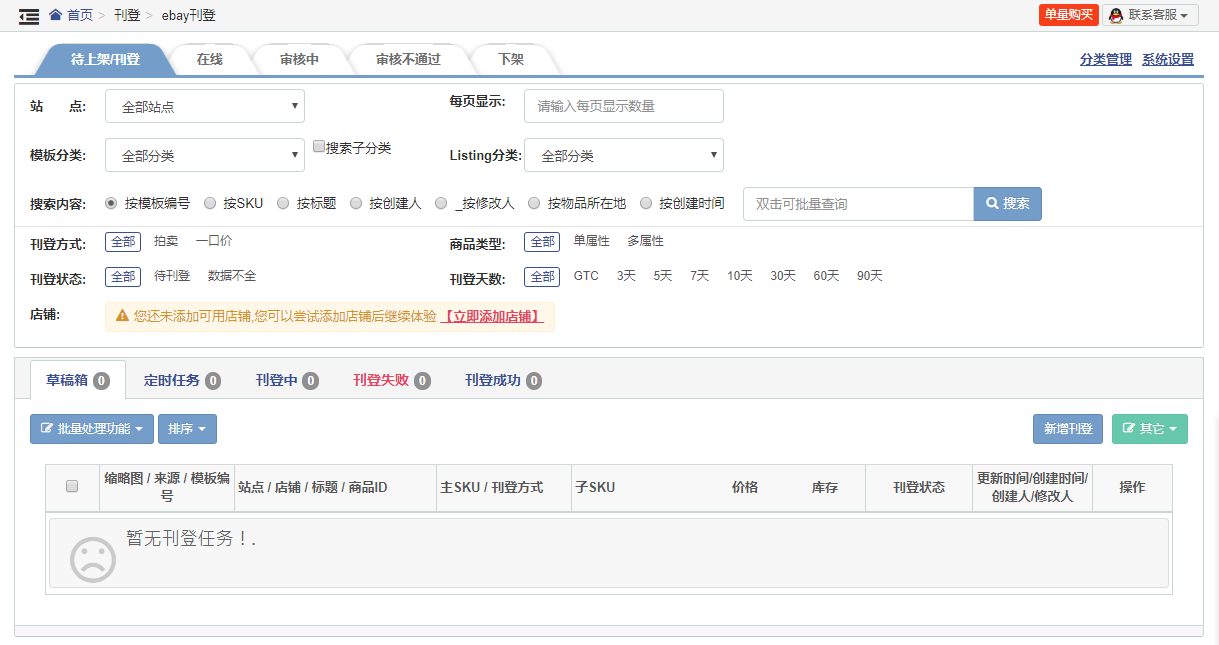 首页 > 刊登 > ebay刊登
单量购买 联系客服
待上架/刊登 在线 审核中 审核不通过 下架 分类管理 系统设置
站 点: 全部站点 每页显示: 请输入每页显示数量
模板分类: 全部分类 搜索子分类 Listing分类: 全部分类
搜索内容: 按模板编号 按SKU 按标题 按创建人 _按修改人 按物品所在地 按创建时间 双击可批量查询 搜索
刊登方式: 全部 拍卖 一口价 商品类型: 全部 单属性 多属性
刊登状态: 全部 待刊登 数据不全 刊登天数: 全部 GTC 3天 5天 7天 10天 30天 60天 90天
店铺: 您还未添加可用店铺,您可以尝试添加店铺后继续体验 【立即添加店铺】
草稿箱 0 定时任务 0 刊登中 0 刊登失败 0 刊登成功 0
批量处理功能 排序 新增刊登 其它
缩略图 / 来源 / 模板编号 站点 / 店铺 / 标题 / 商品ID 主SKU / 刊登方式 子SKU 价格 库存 刊登状态 更新时间/创建时间/创建人/修改人 操作
暂无刊登任务！.